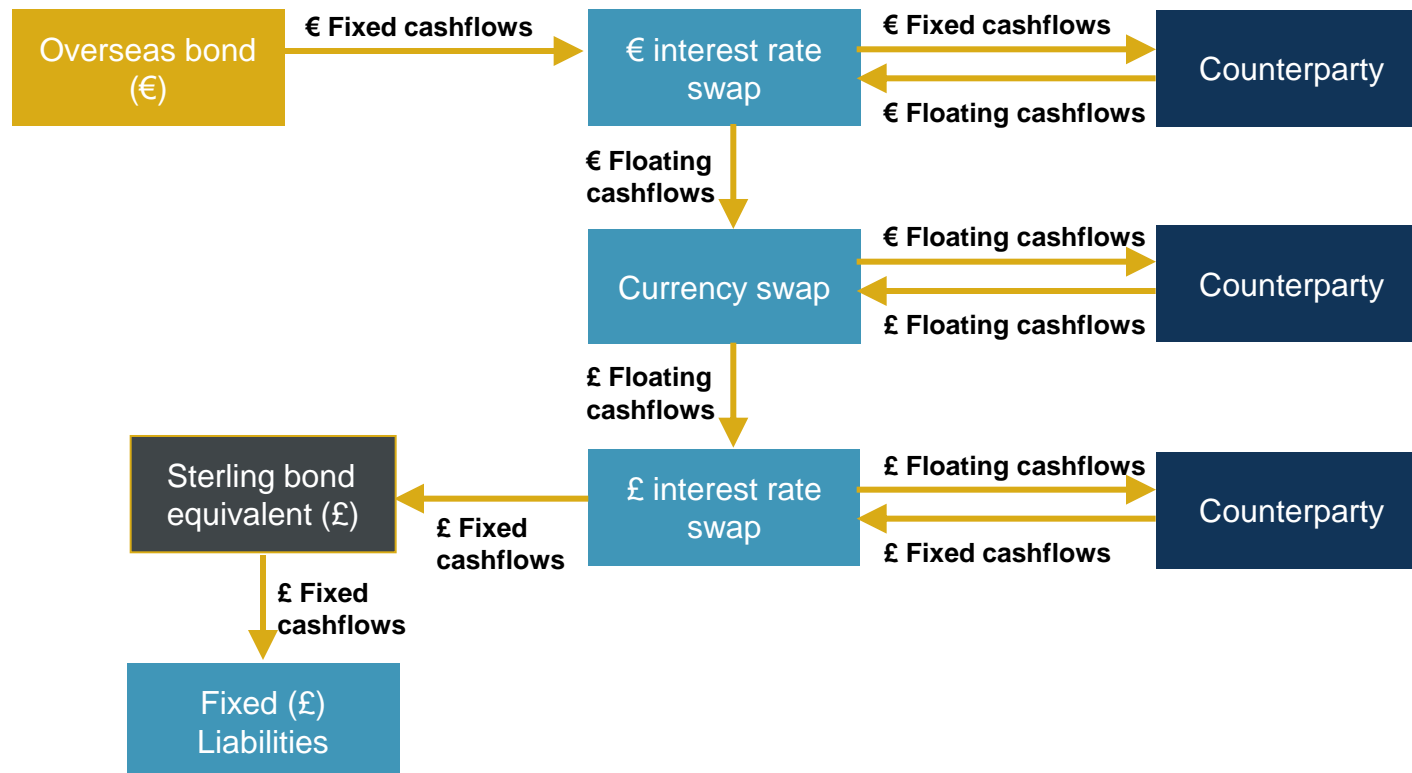 Overseas bond
(€)
€ Fixed cashflows
€ interest rate
swap
€ Fixed cashflows
€ Floating cashflows
Counterparty
€ Floating
cashflows
Currency swap
€ Floating cashflows
£ Floating cashflows
Counterparty
£ Floating
cashflows
£ interest rate
swap
£ Floating cashflows
£ Fixed cashflows
Counterparty
£ Fixed
cashflows
Sterling bond
equivalent (£)
£ Fixed
cashflows
Fixed (£)
Liabilities